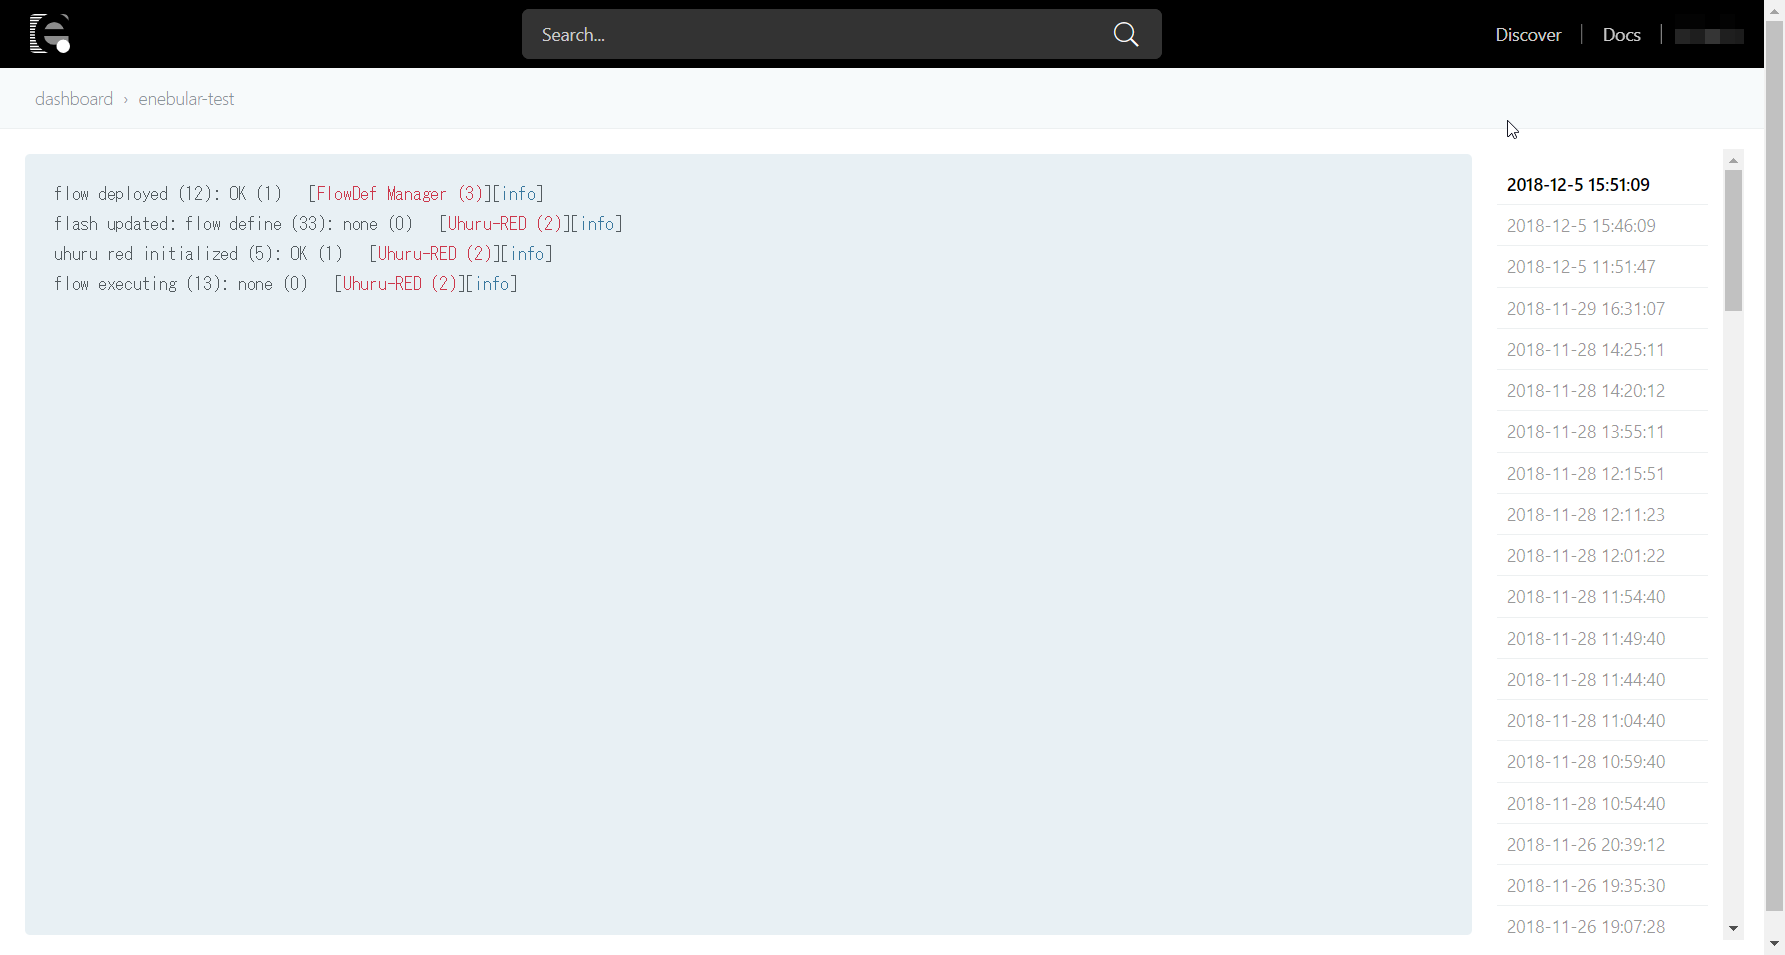 Search...
Discover
Docs
dashboard › enebular-test
flow deployed (12): OK (1) [FlowDef Manager (3)][info]
flash updated: flow define (33): none (0) [Uhuru-RED (2)][info]
uhuru red initialized (5): OK (1) [Uhuru-RED (2)][info]
flow executing (13): none (0) [Uhuru-RED (2)][info]
2018-12-5 15:51:09
2018-12-5 15:46:09
2018-12-5 11:51:47
2018-11-29 16:31:07
2018-11-28 14:25:11
2018-11-28 14:20:12
2018-11-28 13:55:11
2018-11-28 12:15:51
2018-11-28 12:11:23
2018-11-28 12:01:22
2018-11-28 11:54:40
2018-11-28 11:49:40
2018-11-28 11:44:40
2018-11-28 11:04:40
2018-11-28 10:59:40
2018-11-28 10:54:40
2018-11-26 20:39:12
2018-11-26 19:35:30
2018-11-26 19:07:28